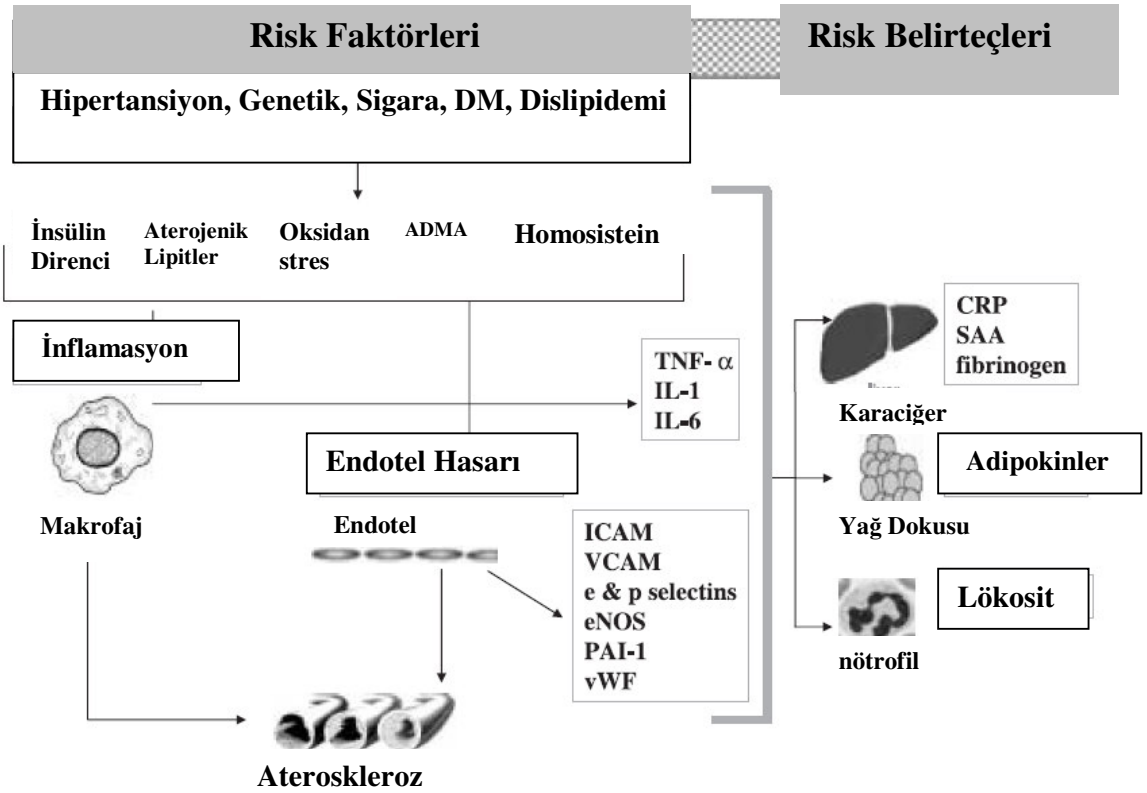 Risk Faktörleri
Risk Belirteçleri
Hipertansiyon, Genetik, Sigara, DM, Dislipidemi
İnsülin
Direnci
Aterojenik
Lipitler
Oksidan
stres
ADMA
Homosistein
İnflamasyon
TNF- α
IL-1
IL-6
CRP
SAA
fibrinogen
Karaciğer
Endotel Hasarı
Adipokinler
Makrofaj
Endotel
Yağ Dokusu
ICAM
VCAM
e & p selectins
eNOS
PAI-1
vWF
Lökosit
nötrofil
Ateroskleroz